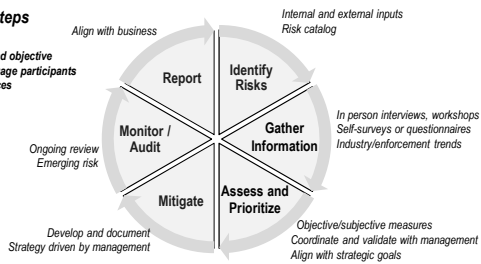 teps
d objective
age participants
ces
Align with business
Internal and external inputs
Risk catalog
Report
Identify
Risks
Monitor /
Audit
Gather
Information
Mitigate
Assess and
Prioritize
In person interviews, workshops
Self-surveys or questionnaires
Industry/enforcement trends
Ongoing review
Emerging risk
Develop and document
Strategy driven by management
Objective/subjective measures
Coordinate and validate with management
Align with strategic goals